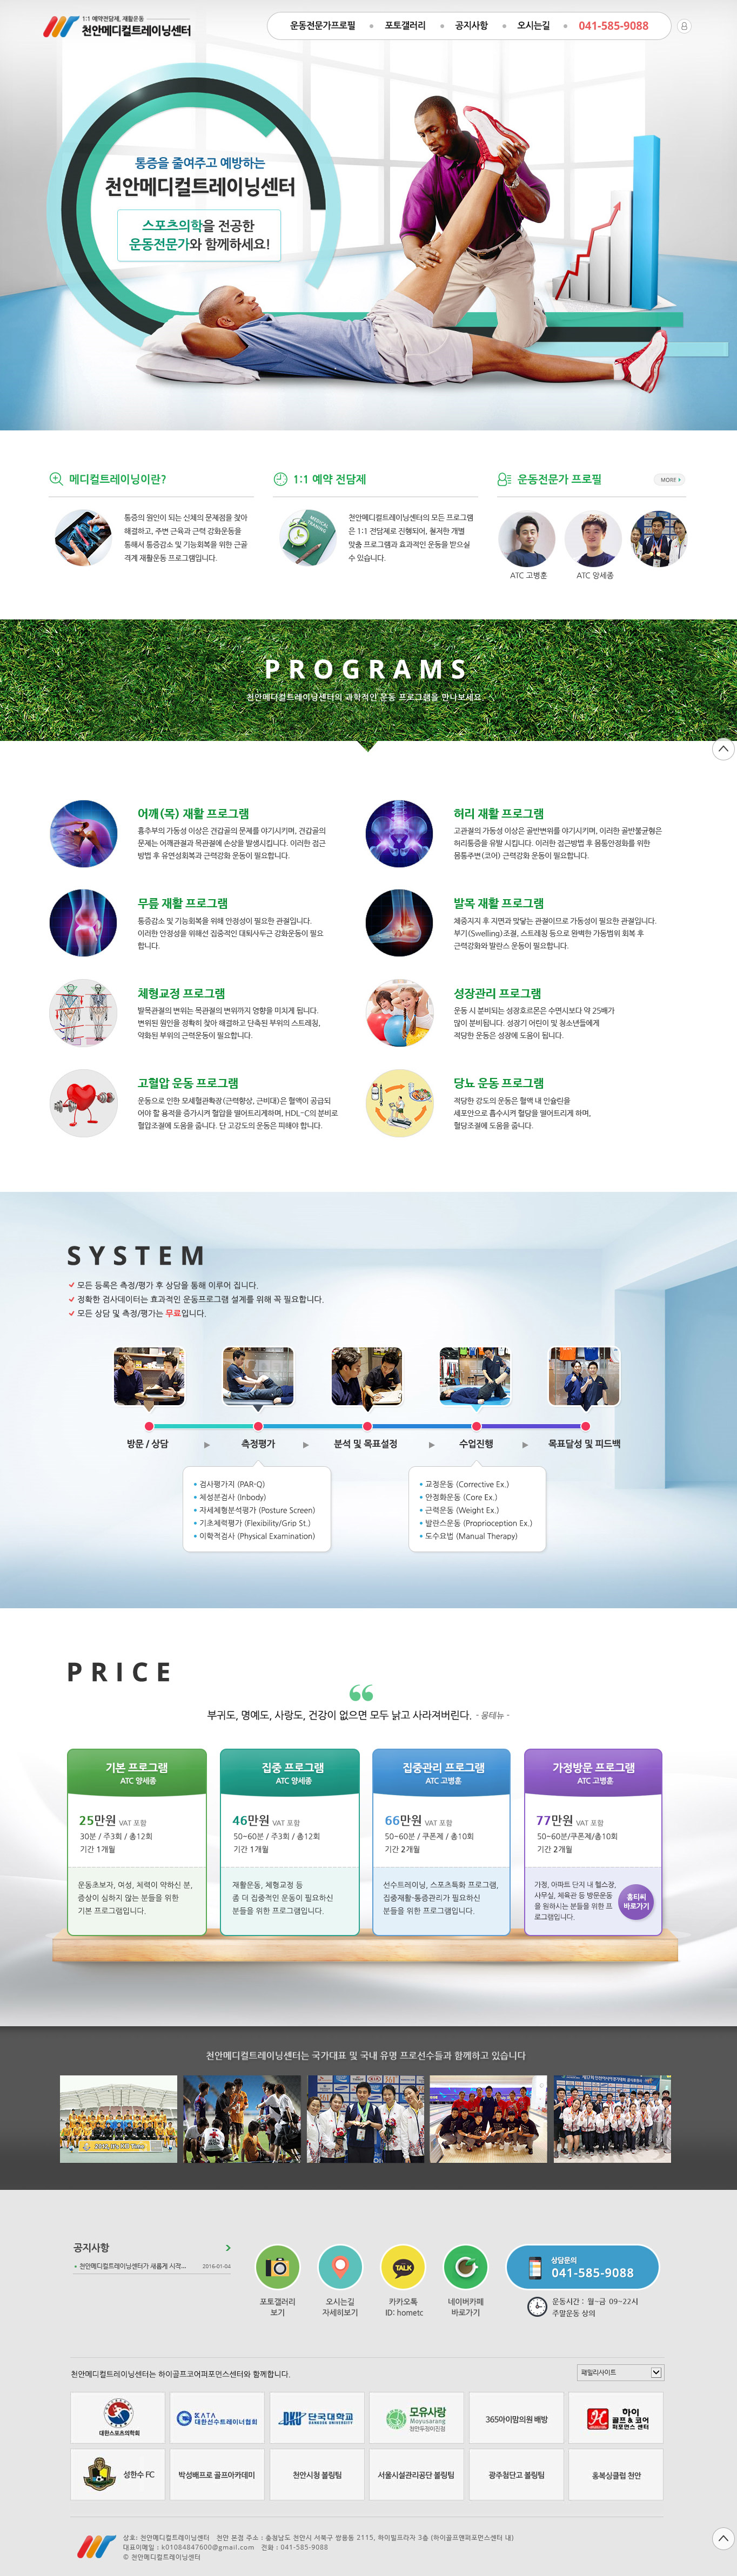 1:1 예약전담제, 재활운동
천안메디컬트레이닝센터
운동전문가프로필
포토갤러리
공지사항
오시는길
041-585-9088
통증을 줄여주고 예방하는
천안메디컬트레이닝센터
스포츠의학을 전공한
운동전문가와 함께하세요!
메디컬트레이닝이란?
통증의 원인이 되는 신체의 문제점을 찾아
해결하고, 주변 근육과 근력 강화운동을
통해서 통증감소 및 기능회복을 위한 근골
격계 재활운동 프로그램입니다.
1:1 예약 전담제
MEDICAL TRAINING
천안메디컬트레이닝센터의 모든 프로그램
은 1:1 전담제로 진행되어, 철저한 개별
맞춤 프로그램과 효과적인 운동을 받으실
수 있습니다.
운동전문가 프로필
MORE
ATC 고병훈
ATC 양세종
PROGRAMS
천안메디컬트레이닝센터의 과학적인 운동 프로그램을 만나보세요
어깨(목) 재활 프로그램
흉추부의 가동성 이상은 견갑골의 문제를 야기시키며, 견갑골의
문제는 어깨관절과 목관절에 손상을 발생시킵니다. 이러한 접근
방법 후 유연성회복과 근력강화 운동이 필요합니다.
허리 재활 프로그램
고관절의 가동성 이상은 골반변위를 야기시키며, 이러한 골반불균형은
허리통증을 유발 시킵니다. 이러한 접근방법 후 몸통안정화를 위한
몸통주변(코어) 근력강화 운동이 필요합니다.
무릎 재활 프로그램
통증감소 및 기능회복을 위해 안정성이 필요한 관절입니다.
이러한 안정성을 위해선 집중적인 대퇴사두근 강화운동이 필요
합니다.
발목 재활 프로그램
체중지지 후 지면과 맞닿는 관절이므로 가동성이 필요한 관절입니다.
부기(Swelling)조절, 스트레칭 등으로 완벽한 가동범위 회복 후
근력강화와 발란스 운동이 필요합니다.
체형교정 프로그램
발목관절의 변위는 목관절의 변위까지 영향을 미치게 됩니다.
변위된 원인을 정확히 찾아 해결하고 단축된 부위의 스트레칭,
약화된 부위의 근력운동이 필요합니다.
성장관리 프로그램
운동 시 분비되는 성장호르몬은 수면시보다 약 25배가
많이 분비됩니다. 성장기 어린이 및 청소년들에게
적당한 운동은 성장에 도움이 됩니다.
고혈압 운동 프로그램
운동으로 인한 모세혈관확장(근력향상, 근비대)은 혈액이 공급되
어야 할 용적을 증가시켜 혈압을 떨어트리게하며, HDL-C의 분비로
혈압조절에 도움을 줍니다. 단 고강도의 운동은 피해야 합니다.
당뇨 운동 프로그램
적당한 강도의 운동은 혈액 내 인슐린을
세포안으로 흡수시켜 혈당을 떨어트리게 하며,
혈당조절에 도움을 줍니다.
SYSTEM
모든 등록은 측정/평가 후 상담을 통해 이루어 집니다.
정확한 검사데이터는 효과적인 운동프로그램 설계를 위해 꼭 필요합니다.
모든 상담 및 측정/평가는 무료입니다.
방문 / 상담
측정평가
분석 및 목표설정
수업진행
목표달성 및 피드백
검사평가지 (PAR-Q)
체성분검사 (Inbody)
자세체형분석평가 (Posture Screen)
기초체력평가 (Flexibility/Grip St.)
이학적검사 (Physical Examination)
교정운동 (Corrective Ex.)
안정화운동 (Core Ex.)
근력운동 (Weight Ex.)
발란스운동 (Proprioception Ex.)
도수요법 (Manual Therapy)
PRICE
부귀도, 명예도, 사랑도, 건강이 없으면 모두 낡고 사라져버린다. - 몽테뉴 -
기본 프로그램
ATC 양세종
25만원 VAT 포함
30분 / 주3회 / 총12회
기간 1개월
운동초보자, 여성, 체력이 약하신 분,
증상이 심하지 않는 분들을 위한
기본 프로그램입니다.
집중 프로그램
ATC 양세종
46만원 VAT 포함
50~60분 / 주3회 / 총12회
기간 1개월
재활운동, 체형교정 등
좀 더 집중적인 운동이 필요하신
분들을 위한 프로그램입니다.
집중관리 프로그램
ATC 고병훈
66만원 VAT 포함
50~60분 / 쿠폰제 / 총10회
기간 2개월
선수트레이닝, 스포츠특화 프로그램,
집중재활·통증관리가 필요하신
분들을 위한 프로그램입니다.
가정방문 프로그램
ATC 고병훈
77만원 VAT 포함
50~60분/쿠폰제/총10회
기간 2개월
가정, 아파트 단지 내 헬스장,
사무실, 체육관 등 방문운동
을 원하시는 분들을 위한 프
로그램입니다.
홈티씨
바로가기
천안메디컬트레이닝센터는 국가대표 및 국내 유명 프로선수들과 함께하고 있습니다
공지사항
천안메디컬트레이닝센터가 새롭게 시작...
2016-01-04
포토갤러리
보기
오시는길
자세히보기
TALK
카카오톡
ID: hometc
네이버카페
바로가기
상담문의
041-585-9088
운동시간 : 월~금 09~22시
주말운동 상의
천안메디컬트레이닝센터는 하이골프코어퍼포먼스센터와 함께합니다.
패밀리사이트
대한스포츠의학회
KATA
대한선수트레이너협회
DKU 단국대학교
DANKOOK UNIVERSITY
모유사랑
Moyusarang
천안두정아진점
365아이맘의원 배방
하이
골프&코어
퍼포먼스 센터
성한수 FC
박성배프로 골프아카데미
천안시청 볼링팀
서울시설관리공단 볼링팀
광주첨단고 볼링팀
홍복싱클럽 천안
상호: 천안메디컬트레이닝센터 천안 본점 주소 : 충청남도 천안시 서북구 쌍용동 2115, 하이빌프라자 3층 (하이골프앤퍼포먼스센터 내)
대표이메일 : k01084847600@gmail.com 전화 : 041-585-9088
© 천안메디컬트레이닝센터